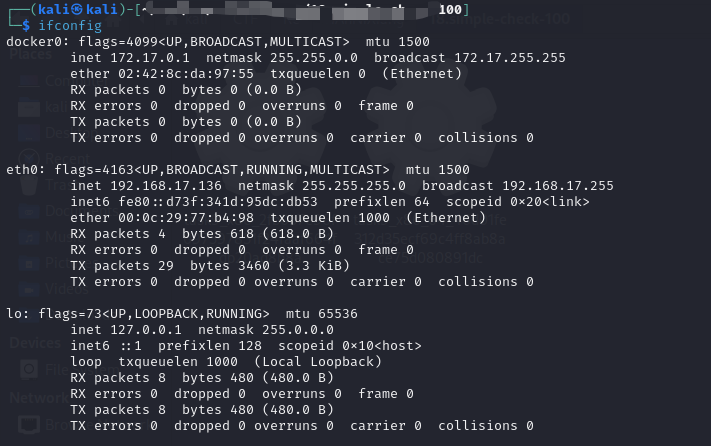 (kali㉿kali)-[~ 100]
$ ifconfig
docker0: flags=4099<UP,BROADCAST,MULTICAST>  mtu 1500
        inet 172.17.0.1  netmask 255.255.0.0  broadcast 172.17.255.255
        ether 02:42:8c:da:97:55  txqueuelen 0  (Ethernet)
        RX packets 0  bytes 0 (0.0 B)
        RX errors 0  dropped 0  overruns 0  frame 0
        TX packets 0  bytes 0 (0.0 B)
        TX errors 0  dropped 0 overruns 0  carrier 0  collisions 0

eth0: flags=4163<UP,BROADCAST,RUNNING,MULTICAST>  mtu 1500
        inet 192.168.17.136  netmask 255.255.255.0  broadcast 192.168.17.255
        inet6 fe80::d73f:341d:95dc:db53  prefixlen 64  scopeid 0×20<link>
        ether 00:0c:29:77:b4:98  txqueuelen 1000  (Ethernet)
        RX packets 4  bytes 618 (618.0 B)
        RX errors 0  dropped 0  overruns 0  frame 0
        TX packets 29  bytes 3460 (3.3 KiB)
        TX errors 0  dropped 0 overruns 0  carrier 0  collisions 0

lo: flags=73<UP,LOOPBACK,RUNNING>  mtu 65536
        inet 127.0.0.1  netmask 255.0.0.0
        inet6 ::1  prefixlen 128  scopeid 0×10<host>
        loop  txqueuelen 1000  (Local Loopback)
        RX packets 8  bytes 480 (480.0 B)
        RX errors 0  dropped 0  overruns 0  frame 0
        TX packets 8  bytes 480 (480.0 B)
        TX errors 0  dropped 0 overruns 0  carrier 0  collisions 0